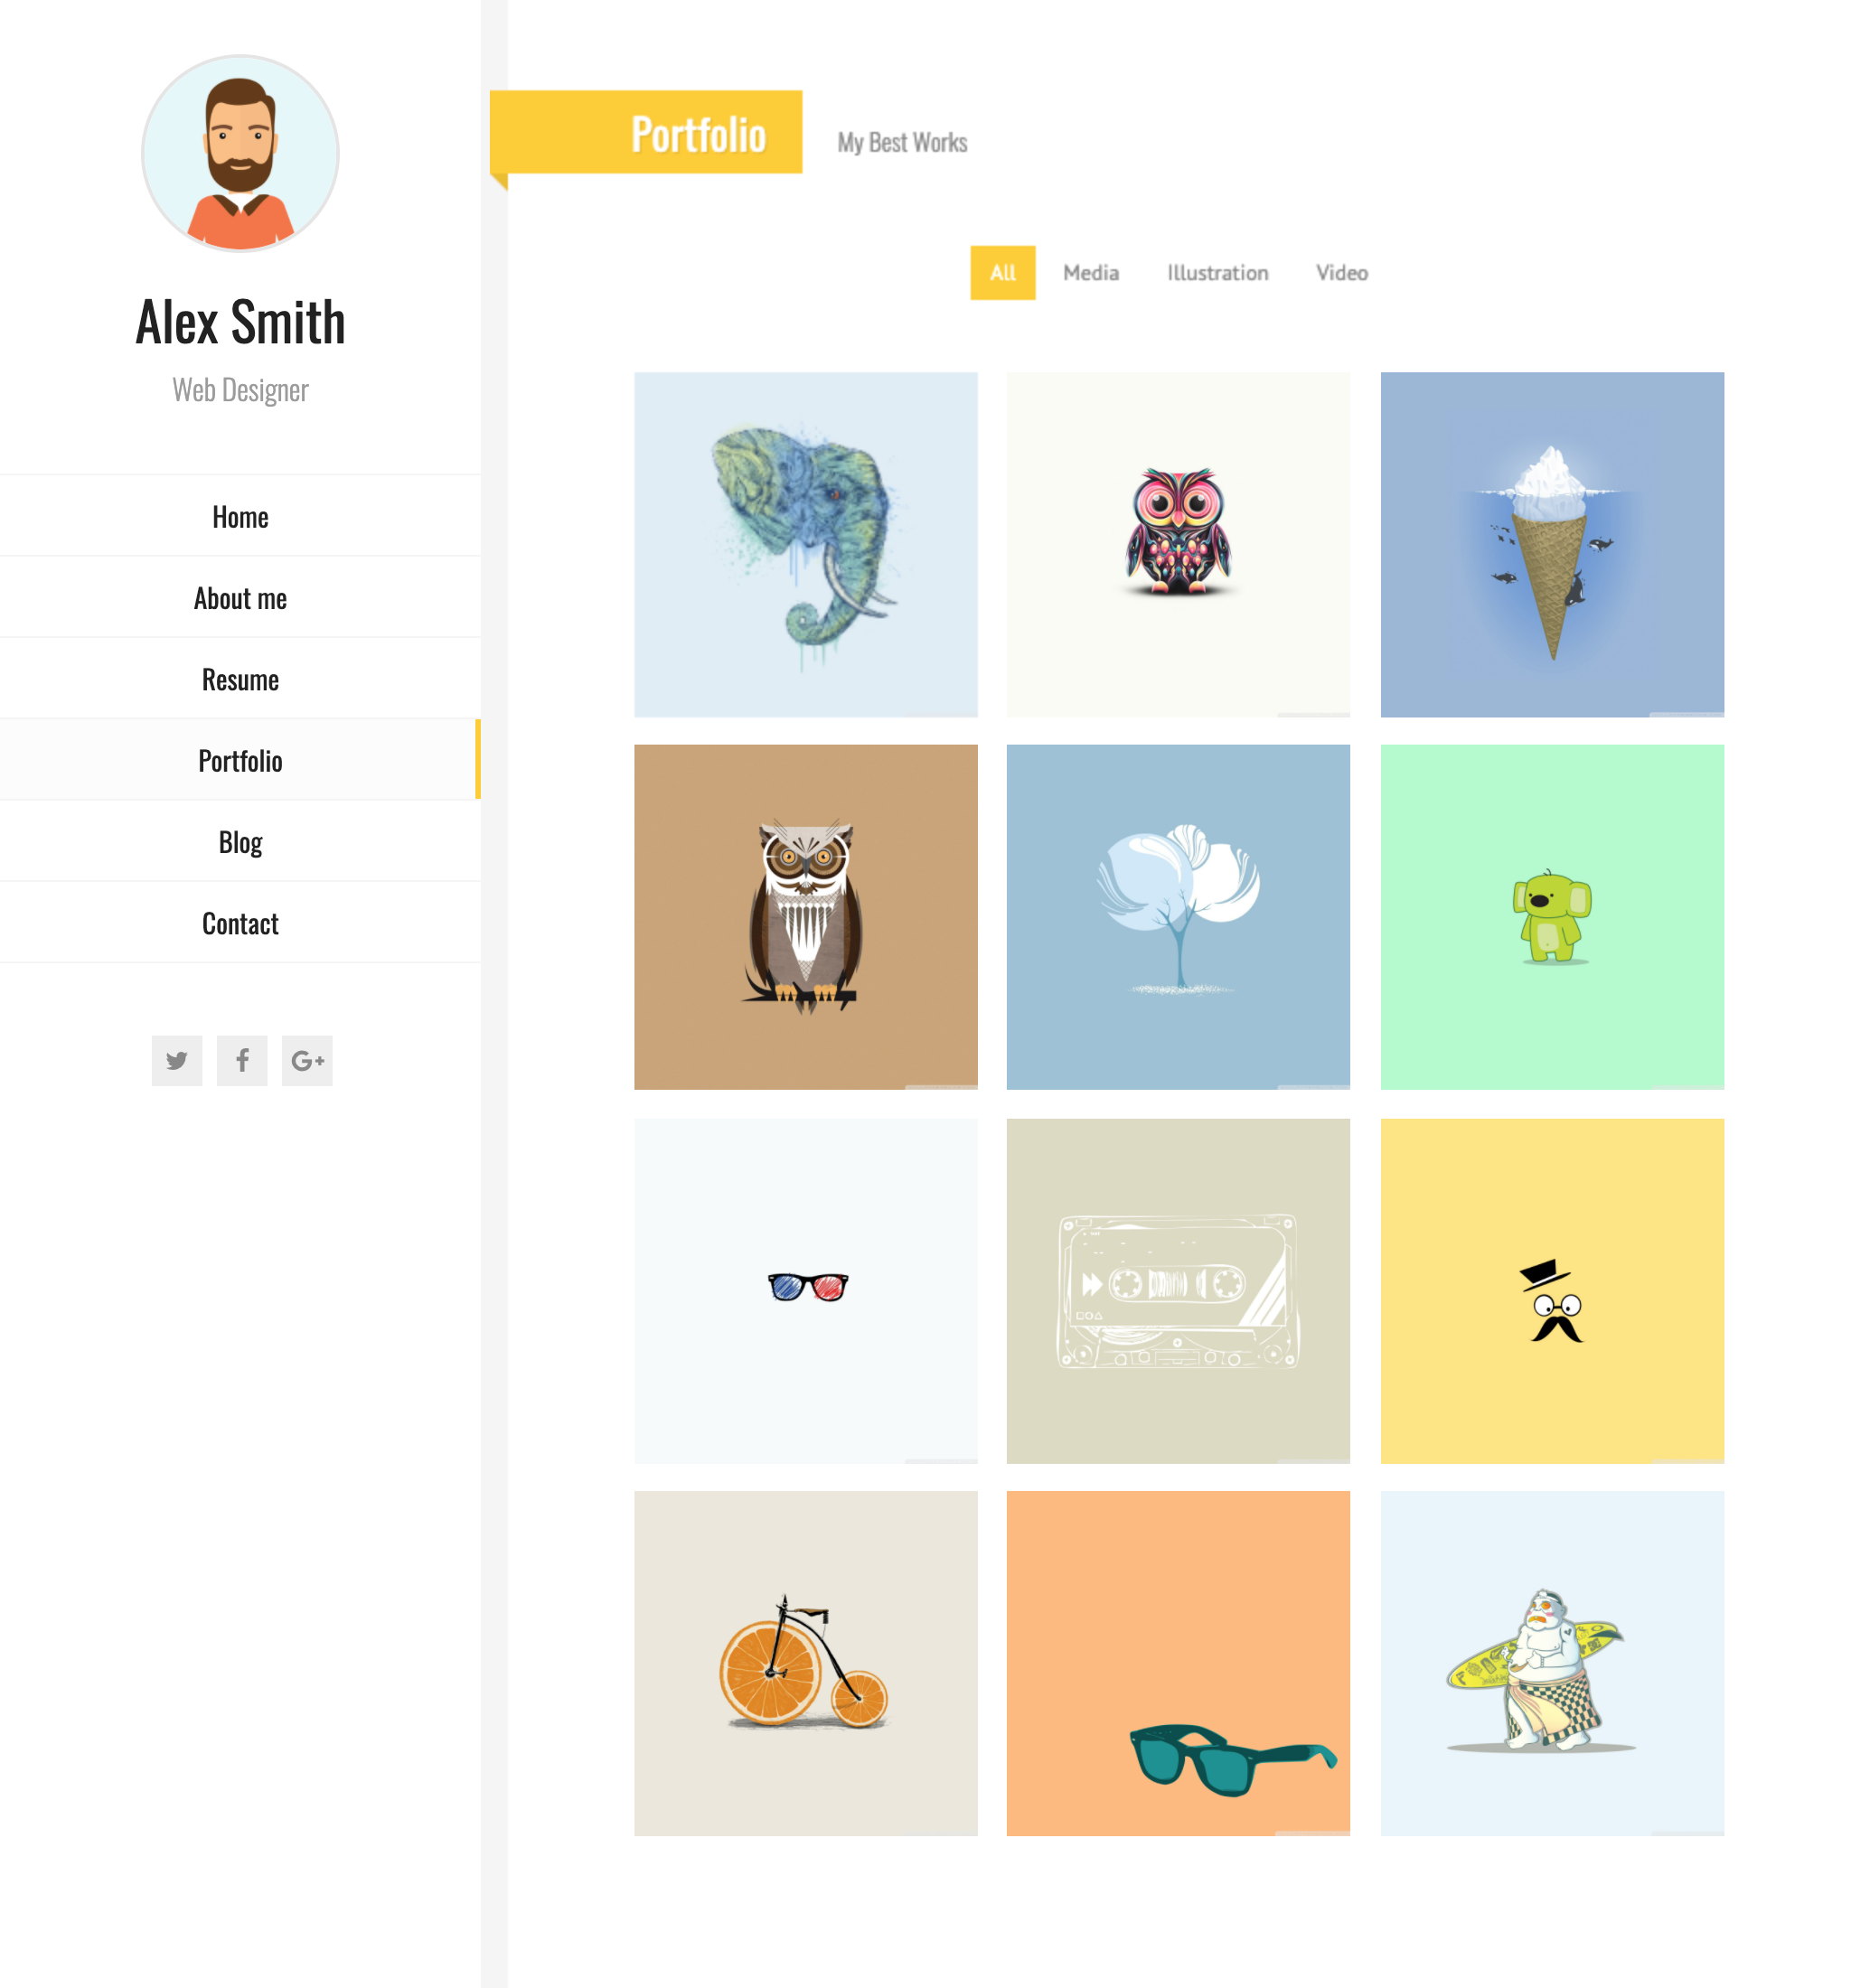 Alex Smith
Web Designer
Home
About me
Resume
Portfolio
Blog
Contact
Portfolio
My Best Works
All
Media
Illustration
Video